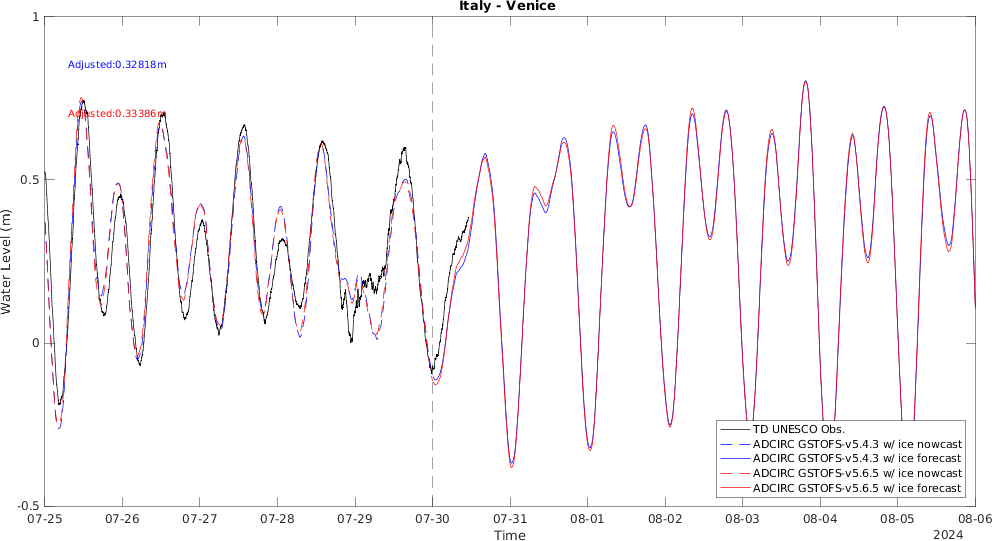 Italy - Venice
1
Adjusted:0.32818m
Adjusted:0.33386m
0.5
Water Level (m)
0
-0.5
TD UNESCO Obs.
ADCIRC GSTOFS-v5.4.3 w/ ice nowcast
ADCIRC GSTOFS-v5.4.3 w/ ice forecast
ADCIRC GSTOFS-v5.6.5 w/ ice nowcast
ADCIRC GSTOFS-v5.6.5 w/ ice forecast
07-25 07-26 07-27 07-28 07-29 07-30 07-31 08-01 08-02 08-03 08-04 08-05 08-06
Time
2024